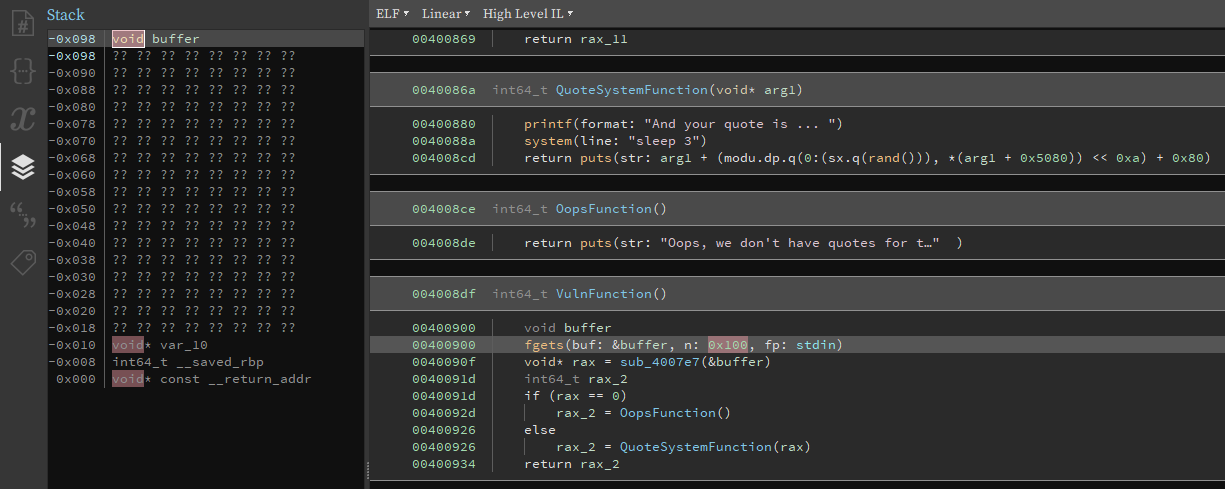 Stack
-0x098 void buffer
-0x098 ?? ?? ?? ?? ?? ?? ?? ??
-0x090 ?? ?? ?? ?? ?? ?? ?? ??
-0x088 ?? ?? ?? ?? ?? ?? ?? ??
-0x080 ?? ?? ?? ?? ?? ?? ?? ??
-0x078 ?? ?? ?? ?? ?? ?? ?? ??
-0x070 ?? ?? ?? ?? ?? ?? ?? ??
-0x068 ?? ?? ?? ?? ?? ?? ?? ??
-0x060 ?? ?? ?? ?? ?? ?? ?? ??
-0x058 ?? ?? ?? ?? ?? ?? ?? ??
-0x050 ?? ?? ?? ?? ?? ?? ?? ??
-0x048 ?? ?? ?? ?? ?? ?? ?? ??
-0x040 ?? ?? ?? ?? ?? ?? ?? ??
-0x038 ?? ?? ?? ?? ?? ?? ?? ??
-0x030 ?? ?? ?? ?? ?? ?? ?? ??
-0x028 ?? ?? ?? ?? ?? ?? ?? ??
-0x020 ?? ?? ?? ?? ?? ?? ?? ??
-0x018 ?? ?? ?? ?? ?? ?? ?? ??
-0x010 void* var_10
-0x008 int64_t __saved_rbp
0x000 void* const __return_addr
ELF▾ Linear▾ High Level IL▾
00400869 return rax_11
0040086a int64_t QuoteSystemFunction(void* arg1)
00400880 printf(format: "And your quote is ... ")
0040088a system(line: "sleep 3")
004008cd return puts(str: arg1 + (modu.dp.q(0:(sx.q(rand())), *(arg1 + 0x5080)) << 0xa) + 0x80)
004008ce int64_t OopsFunction()
004008de return puts(str: "Oops, we don't have quotes for t…" )
004008df int64_t VulnFunction()
00400900 void buffer
00400900 fgets(buf: &buffer, n: 0x100, fp: stdin)
0040090f void* rax = sub_4007e7(&buffer)
0040091d int64_t rax_2
0040091d if (rax == 0)
0040092d rax_2 = OopsFunction()
00400926 else
00400926 rax_2 = QuoteSystemFunction(rax)
00400934 return rax_2